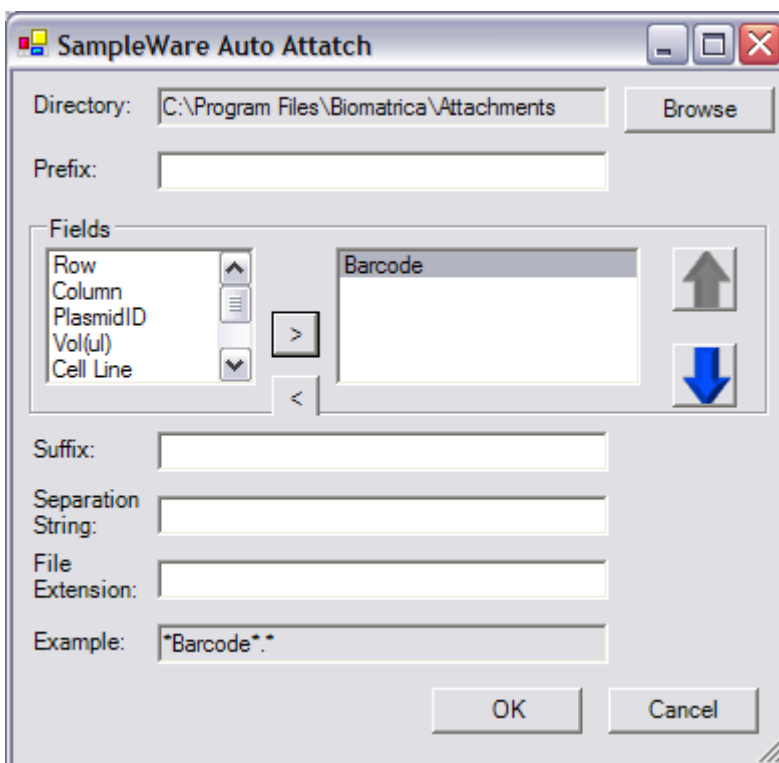 SampleWare Auto Attatch
Directory: C:\Program Files\Biomatrica\Attachments Browse
Prefix:
Fields
Row
Column
PlasmidID
Vol(ul)
Cell Line
>
<
Barcode
Suffix:
Separation
String:
File
Extension:
Example: *Barcode*.*
OK Cancel